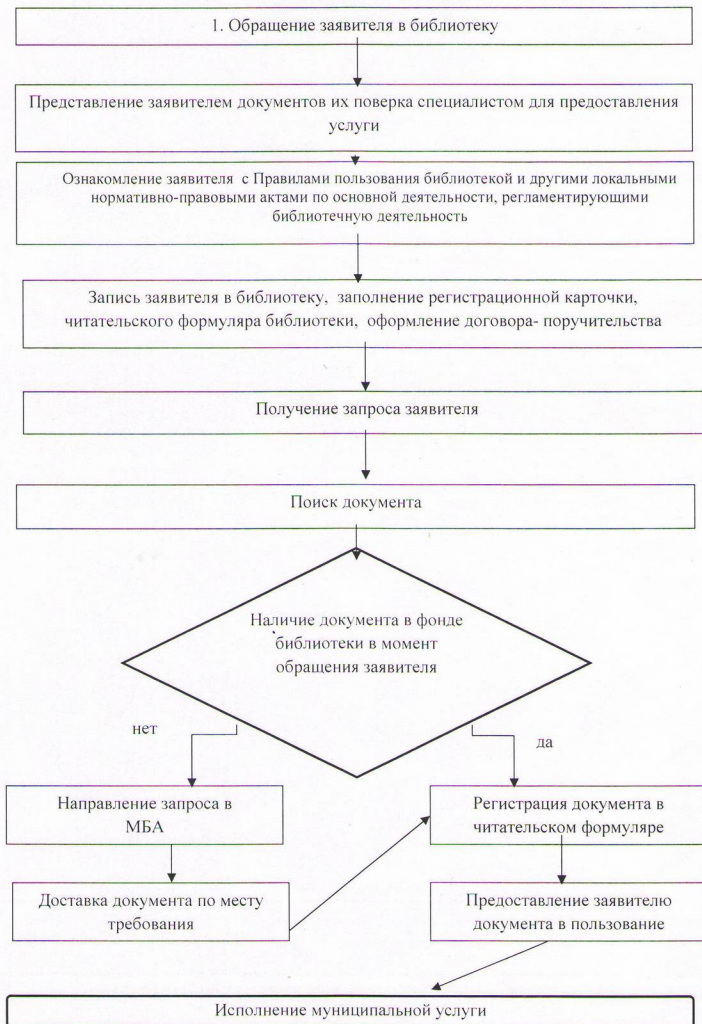 1. Обращение заявителя в библиотеку
Представление заявителем документов их поверка специалистом для предоставления
услуги
Ознакомление заявителя с Правилами пользования библиотекой и другими локальными
нормативно-правовыми актами по основной деятельности, регламентирующими
библиотечную деятельность
Запись заявителя в библиотеку, заполнение регистрационной карточки,
читательского формуляра библиотеки, оформление договора- поручительства
Получение запроса заявителя
Поиск документа
Наличие документа в фонде
библиотеки в момент
обращения заявителя
нет
да
Направление запроса в
МБА
Регистрация документа в
читательском формуляре
Доставка документа по месту
требования
Предоставление заявителю
документа в пользование
Исполнение муниципальной услуги